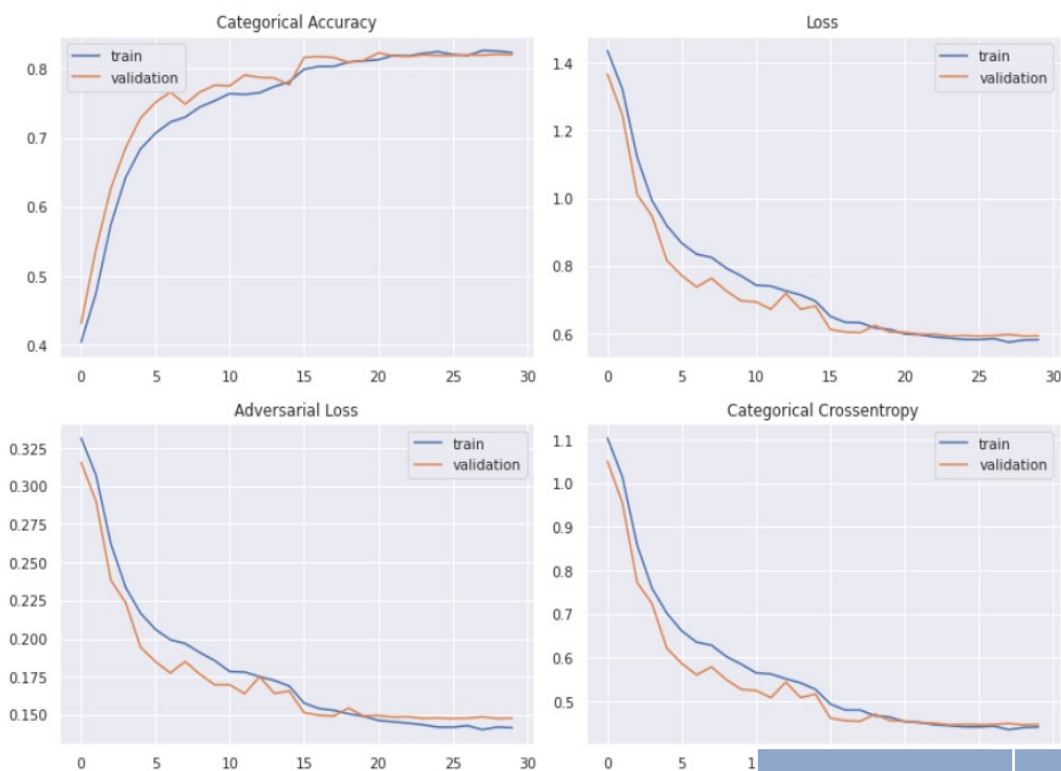 Categorical Accuracy
train
validation
0.8
0.7
0.6
0.5
0.4
0 5 10 15 20 25 30
Loss
train
validation
1.4
1.2
1.0
0.8
0.6
0 5 10 15 20 25 30
Adversarial Loss
train
validation
0.325
0.300
0.275
0.250
0.225
0.200
0.175
0.150
0 5 10 15 20 25 30
Categorical Crossentropy
train
validation
1.1
1.0
0.9
0.8
0.7
0.6
0.5
0 5 1